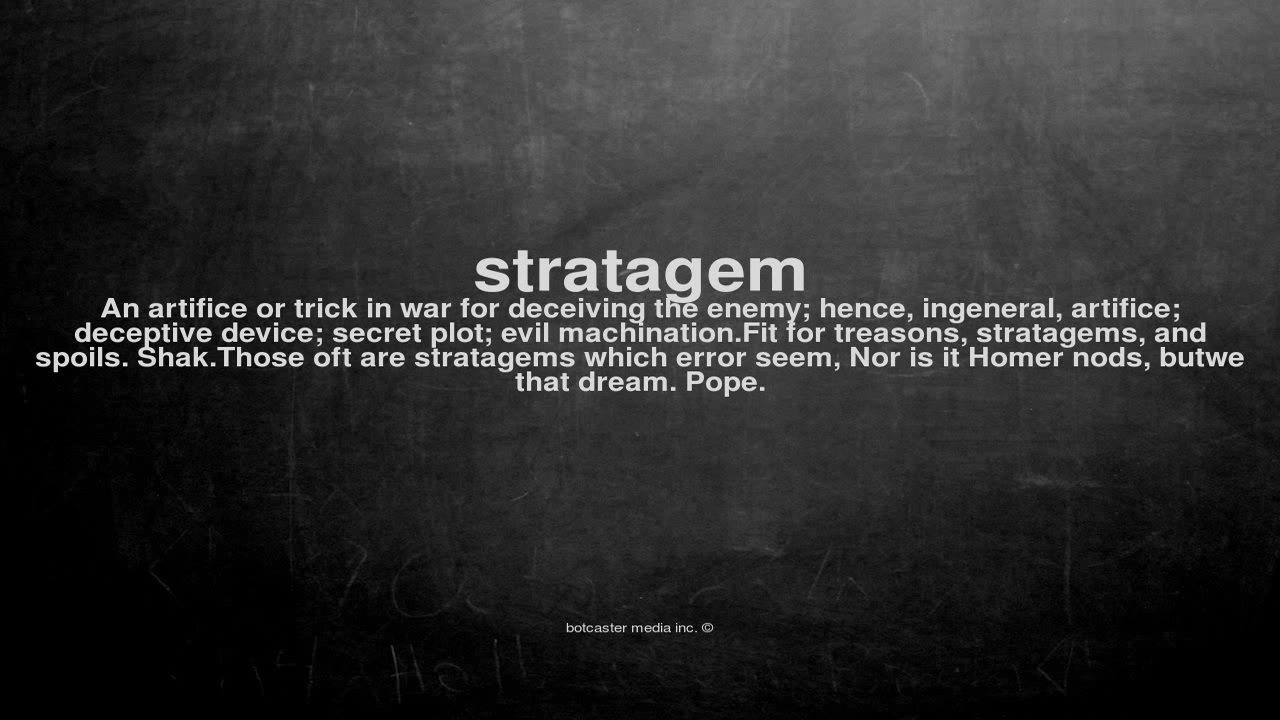 stratagem
An artifice or trick in war for deceiving the enemy; hence, ingeneral, artifice;
deceptive device; secret plot; evil machination.Fit for treasons, stratagems, and
spoils. Shak.Those oft are stratagems which error seem, Nor is it Homer nods, butwe
that dream. Pope.
botcaster media inc. ©